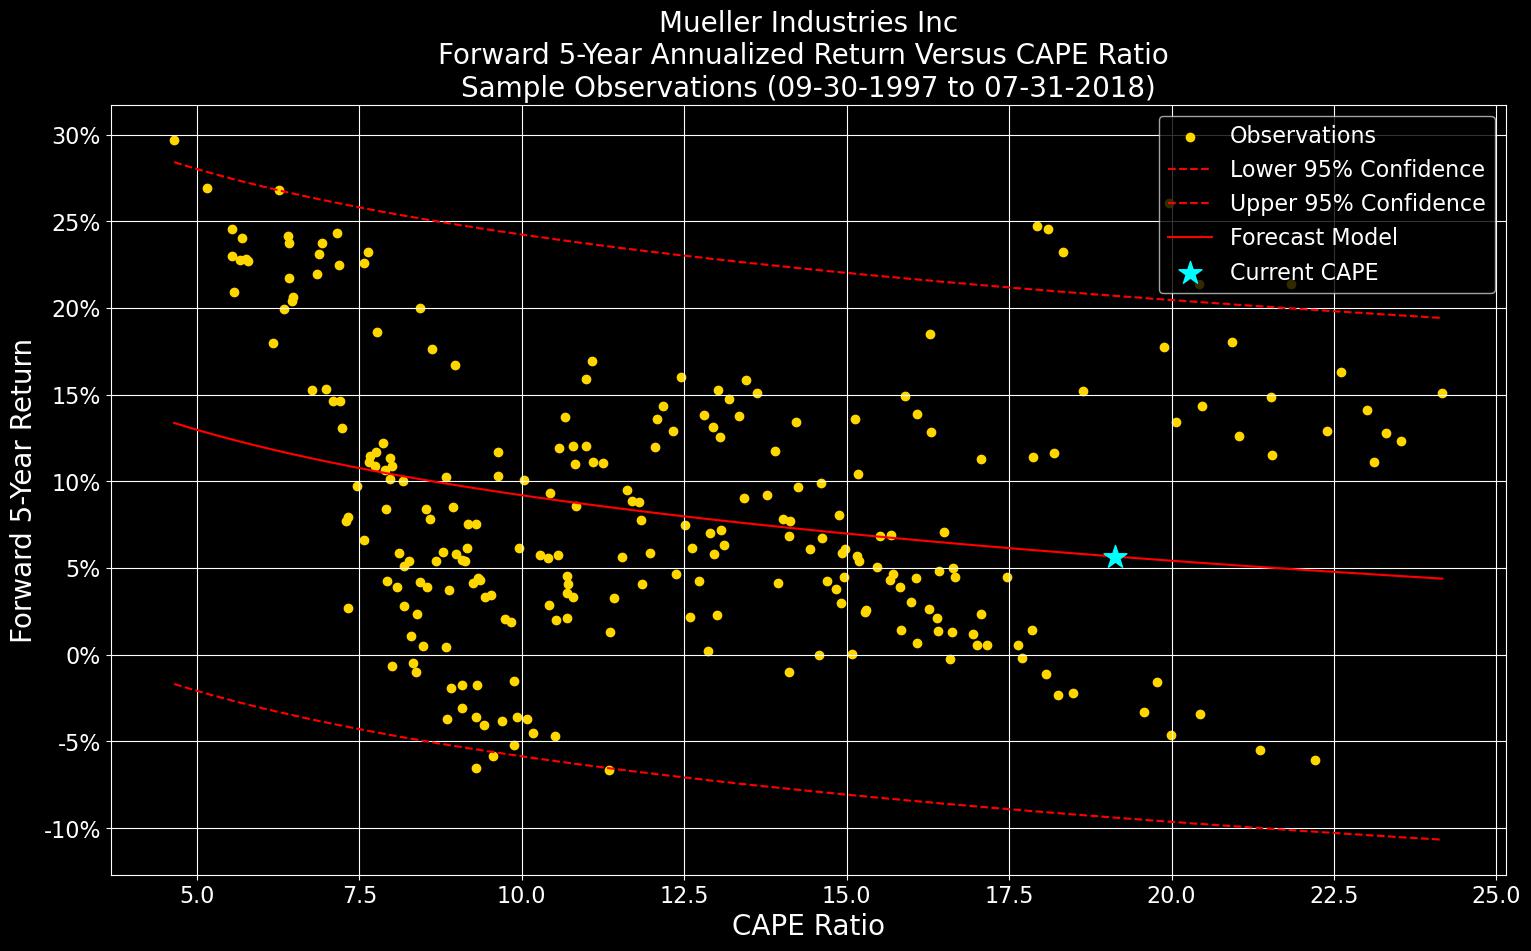 Mueller Industries Inc
Forward 5-Year Annualized Return Versus CAPE Ratio
Sample Observations (09-30-1997 to 07-31-2018)
Observations
Lower 95% Confidence
Upper 95% Confidence
Forecast Model
Current CAPE
Forward 5-Year Return
30%
25%
20%
15%
10%
5%
0%
-5%
-10%
5.0 7.5 10.0 12.5 15.0 17.5 20.0 22.5 25.0
CAPE Ratio